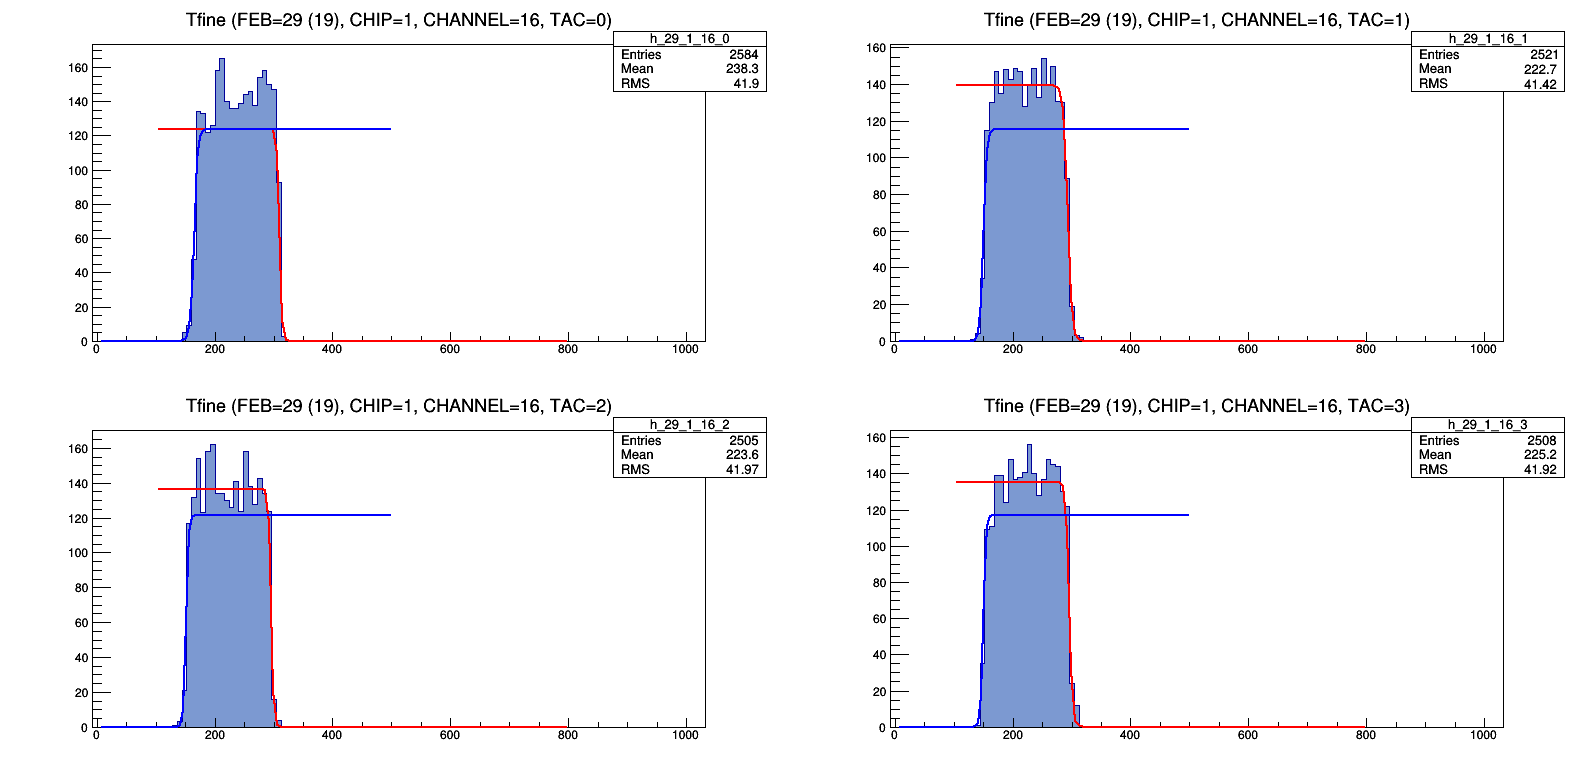 Tfine (FEB=29 (19), CHIP=1, CHANNEL=16, TAC=0)
h_29_1_16_0
Entries 2584
Mean 238.3
RMS 41.9
160
140
120
100
80
60
40
20
0
0 200 400 600 800 1000
Tfine (FEB=29 (19), CHIP=1, CHANNEL=16, TAC=1)
h_29_1_16_1
Entries 2521
Mean 222.7
RMS 41.42
160
140
120
100
80
60
40
20
0
0 200 400 600 800 1000
Tfine (FEB=29 (19), CHIP=1, CHANNEL=16, TAC=2)
h_29_1_16_2
Entries 2505
Mean 223.6
RMS 41.97
160
140
120
100
80
60
40
20
0
0 200 400 600 800 1000
Tfine (FEB=29 (19), CHIP=1, CHANNEL=16, TAC=3)
h_29_1_16_3
Entries 2508
Mean 225.2
RMS 41.92
160
140
120
100
80
60
40
20
0
0 200 400 600 800 1000